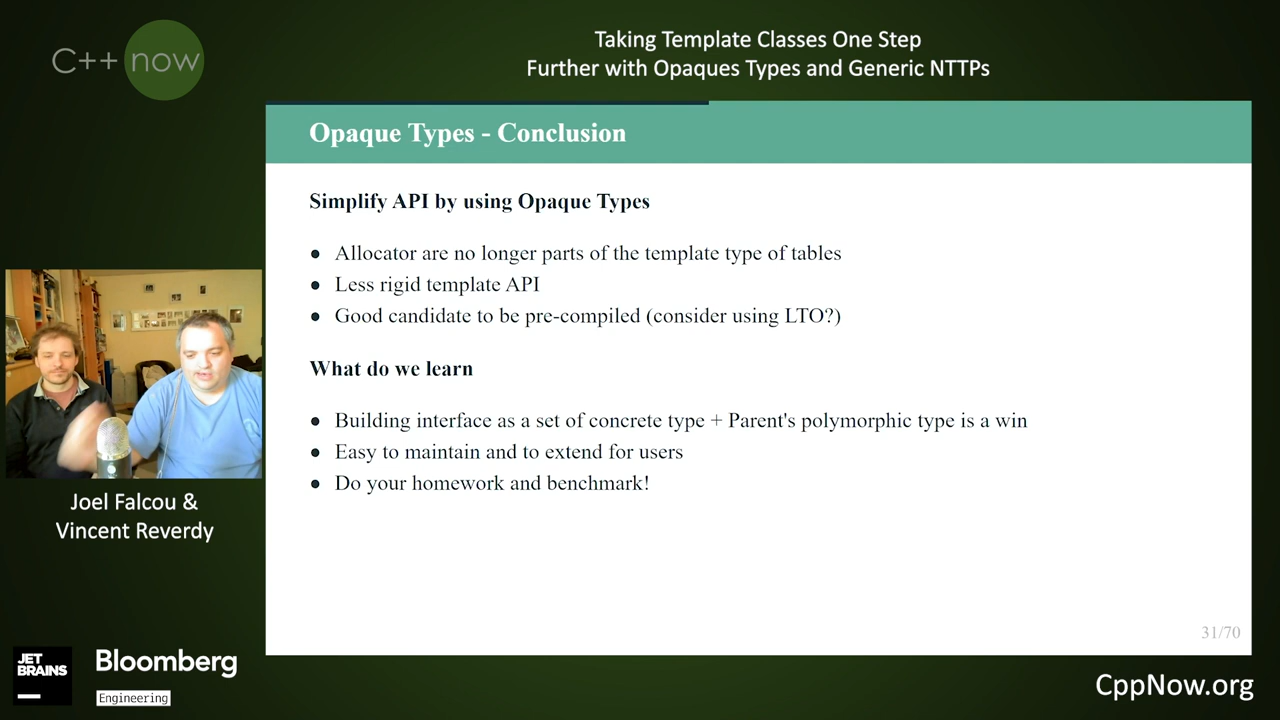 C++ now
Taking Template Classes One Step
Further with Opaques Types and Generic NTTPs
Opaque Types - Conclusion
Simplify API by using Opaque Types
● Allocator are no longer parts of the template type of tables
● Less rigid template API
● Good candidate to be pre-compiled (consider using LTO?)
What do we learn
● Building interface as a set of concrete type + Parent's polymorphic type is a win
● Easy to maintain and to extend for users
● Do your homework and benchmark!
31/70
Joel Falcou &
Vincent Reverdy
JET
BRAINS
Bloomberg
Engineering
CppNow.org